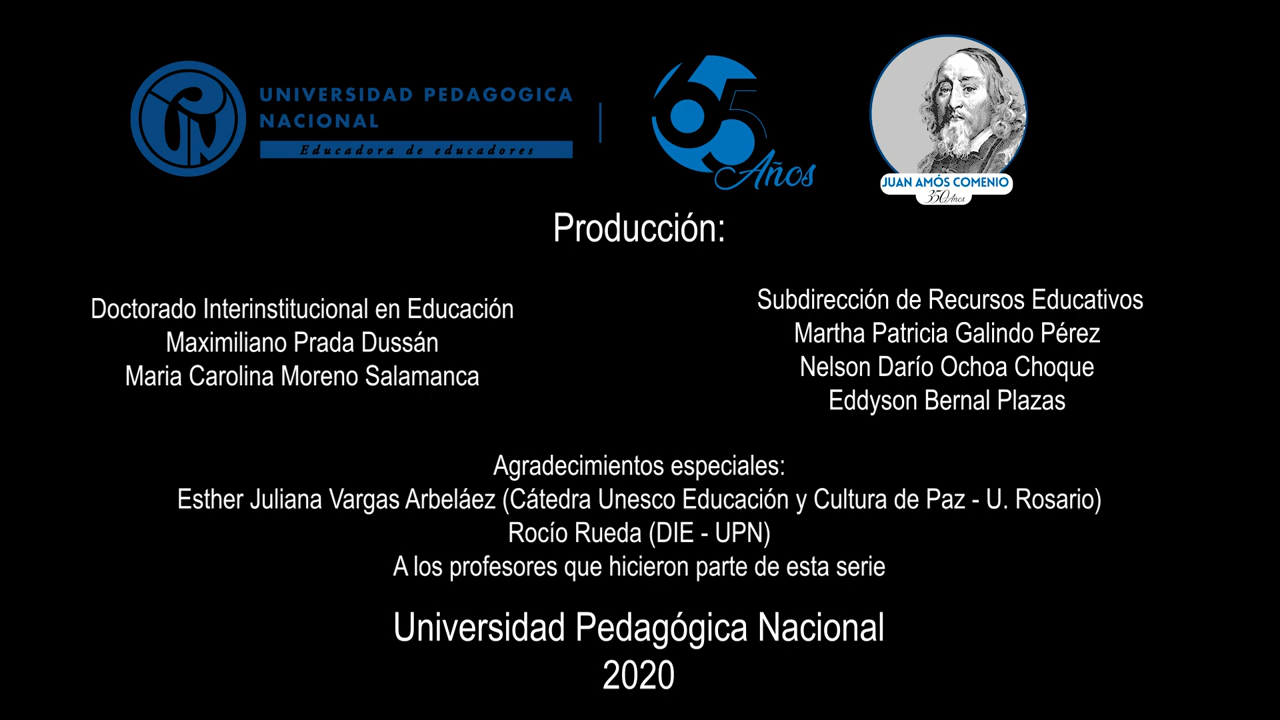 UNIVERSIDAD PEDAGOGICA
NACIONAL
Educadora de educadores
65
Años
JUAN AMÓS COMENIO
350 Años
Producción:
Doctorado Interinstitucional en Educación
Maximiliano Prada Dussán
Maria Carolina Moreno Salamanca
Subdirección de Recursos Educativos
Martha Patricia Galindo Pérez
Nelson Darío Ochoa Choque
Eddyson Bernal Plazas
Agradecimientos especiales:
Esther Juliana Vargas Arbeláez (Cátedra Unesco Educación y Cultura de Paz - U. Rosario)
Rocío Rueda (DIE - UPN)
A los profesores que hicieron parte de esta serie
Universidad Pedagógica Nacional
2020